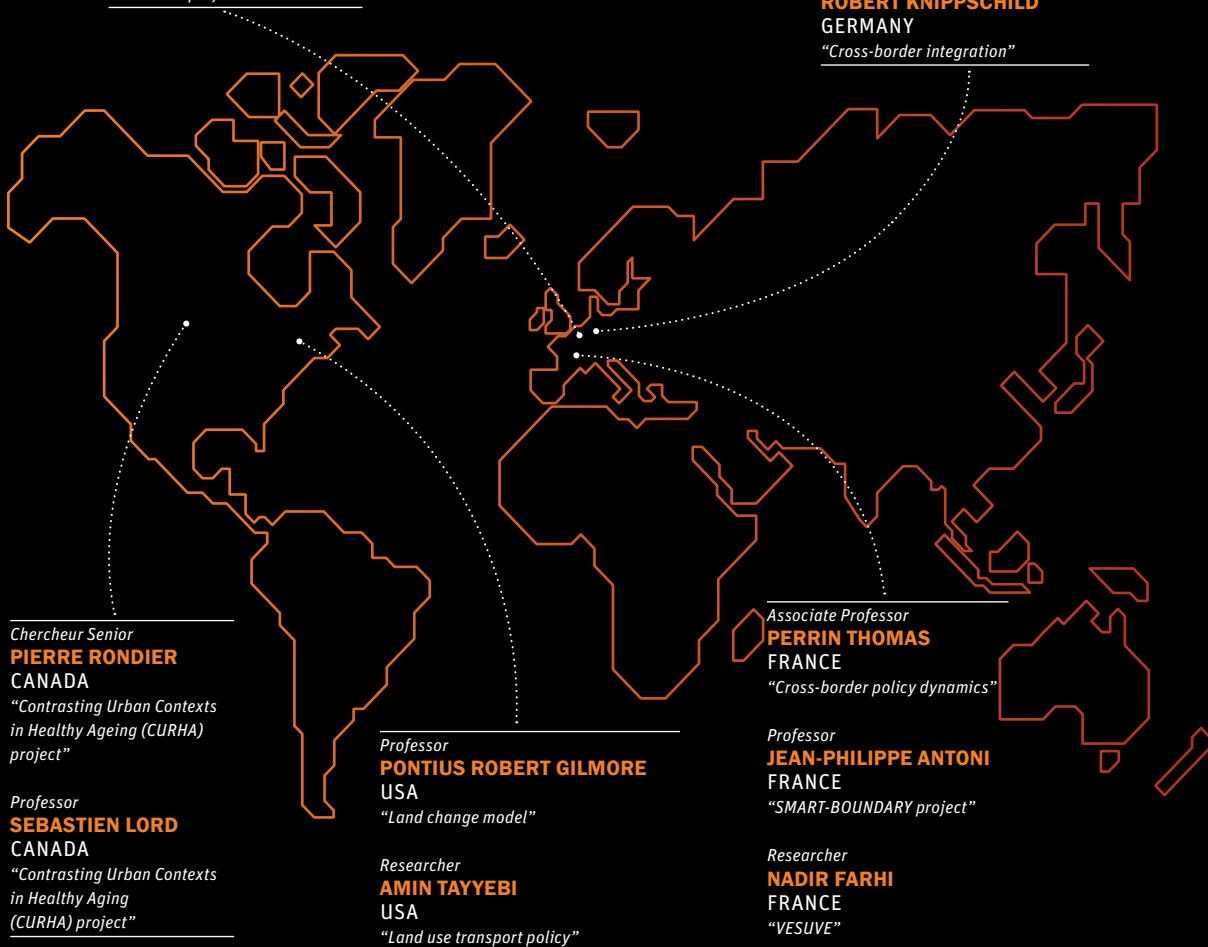 ROBERT KNIPPSCHILD
GERMANY
“Cross-border integration”
Chercheur Senior
PIERRE RONDIER
CANADA
“Contrasting Urban Contexts
in Healthy Ageing (CURHA)
project”
Professor
SEBASTIEN LORD
CANADA
“Contrasting Urban Contexts
in Healthy Aging
(CURHA) project”
Professor
PONTIUS ROBERT GILMORE
USA
“Land change model”
Researcher
AMIN TAYYEBI
USA
“Land use transport policy”
Associate Professor
PERRIN THOMAS
FRANCE
“Cross-border policy dynamics”
Professor
JEAN-PHILIPPE ANTONI
FRANCE
“SMART-BOUNDARY project”
Researcher
NADIR FARHI
FRANCE
“VESUVE”